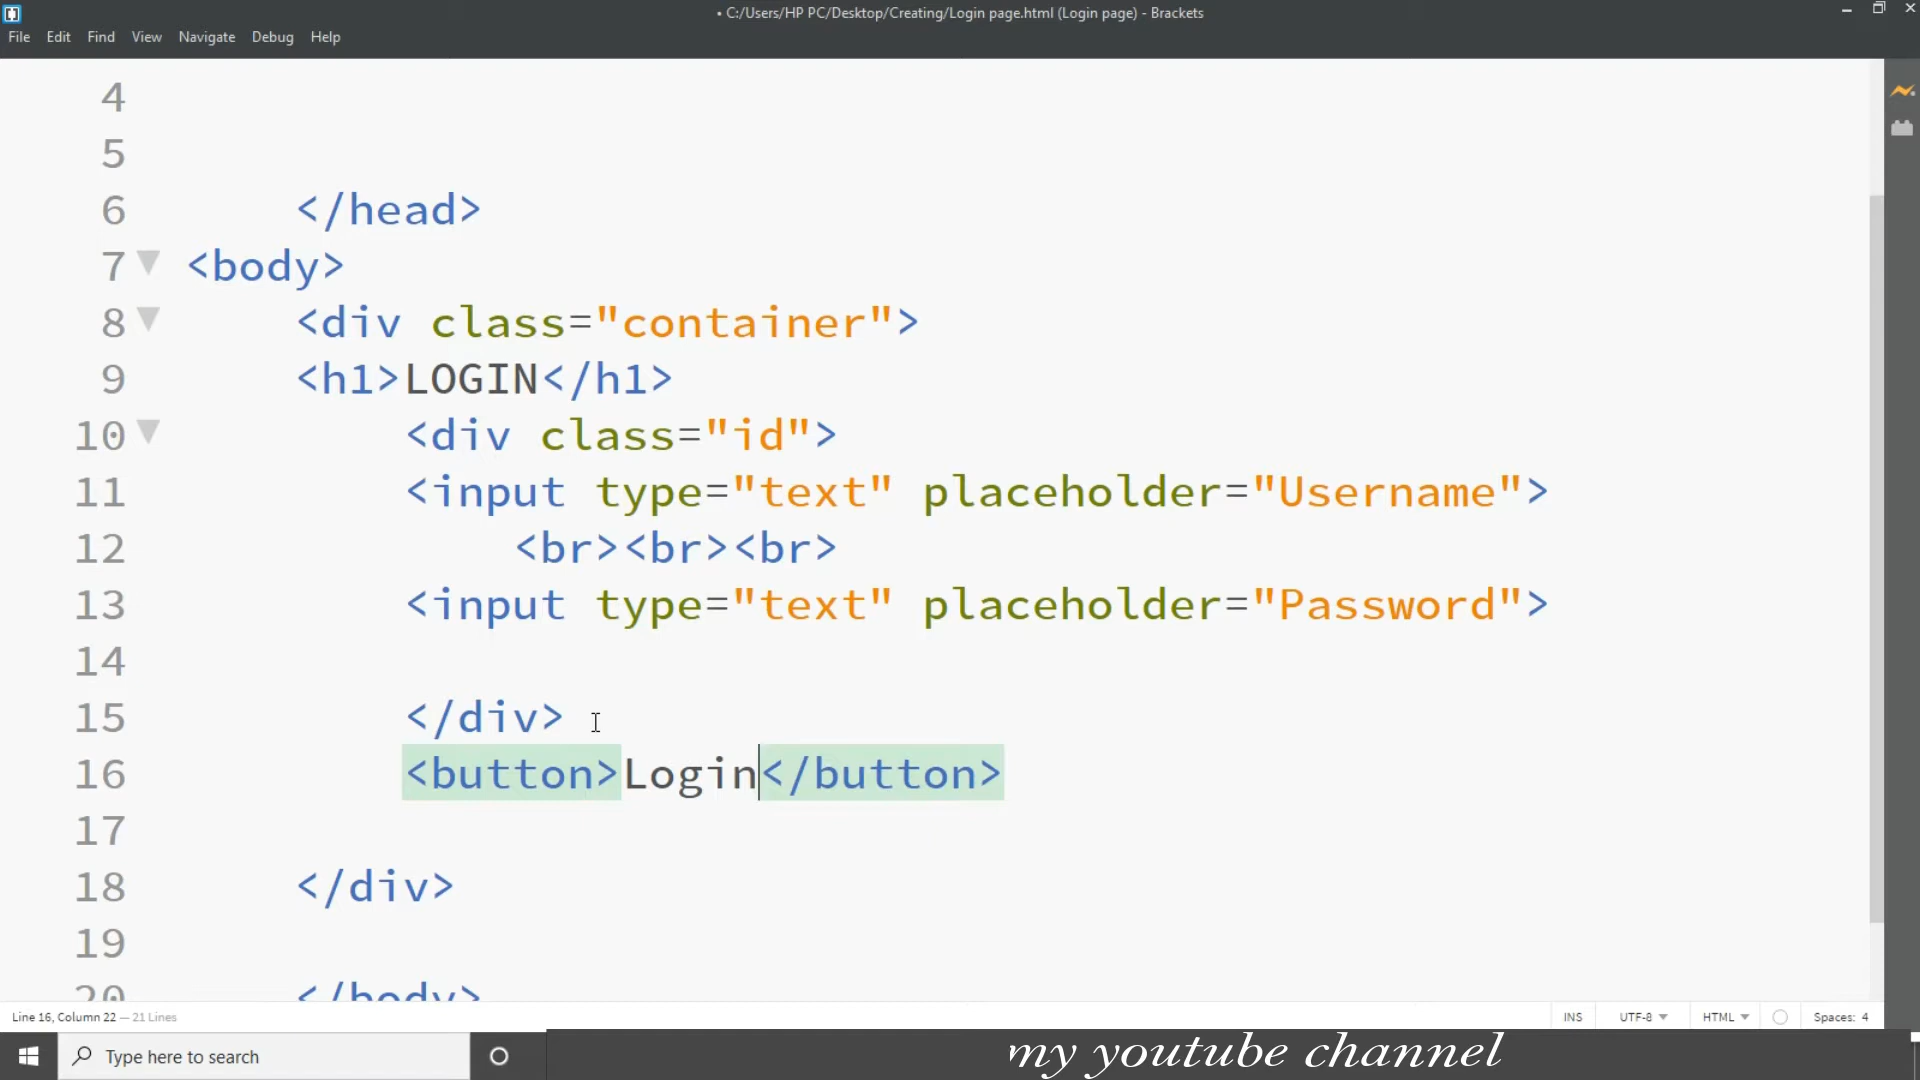 • C:/Users/HP PC/Desktop/Creating/Login page.html (Login page) - Brackets
File Edit Find View Navigate Debug Help
4
5
6 </head>
7 <body>
8 <div class="container">
9 <h1>LOGIN</h1>
10 <div class="id">
11 <input type="text" placeholder="Username">
12 <br><br><br>
13 <input type="text" placeholder="Password">
14
15 </div>
16 <button>Login</button>
17
18 </div>
19
20 </body>
Line 16, Column 22 — 21 Lines INS UTF-8 HTML Spaces: 4
Type here to search my youtube channel